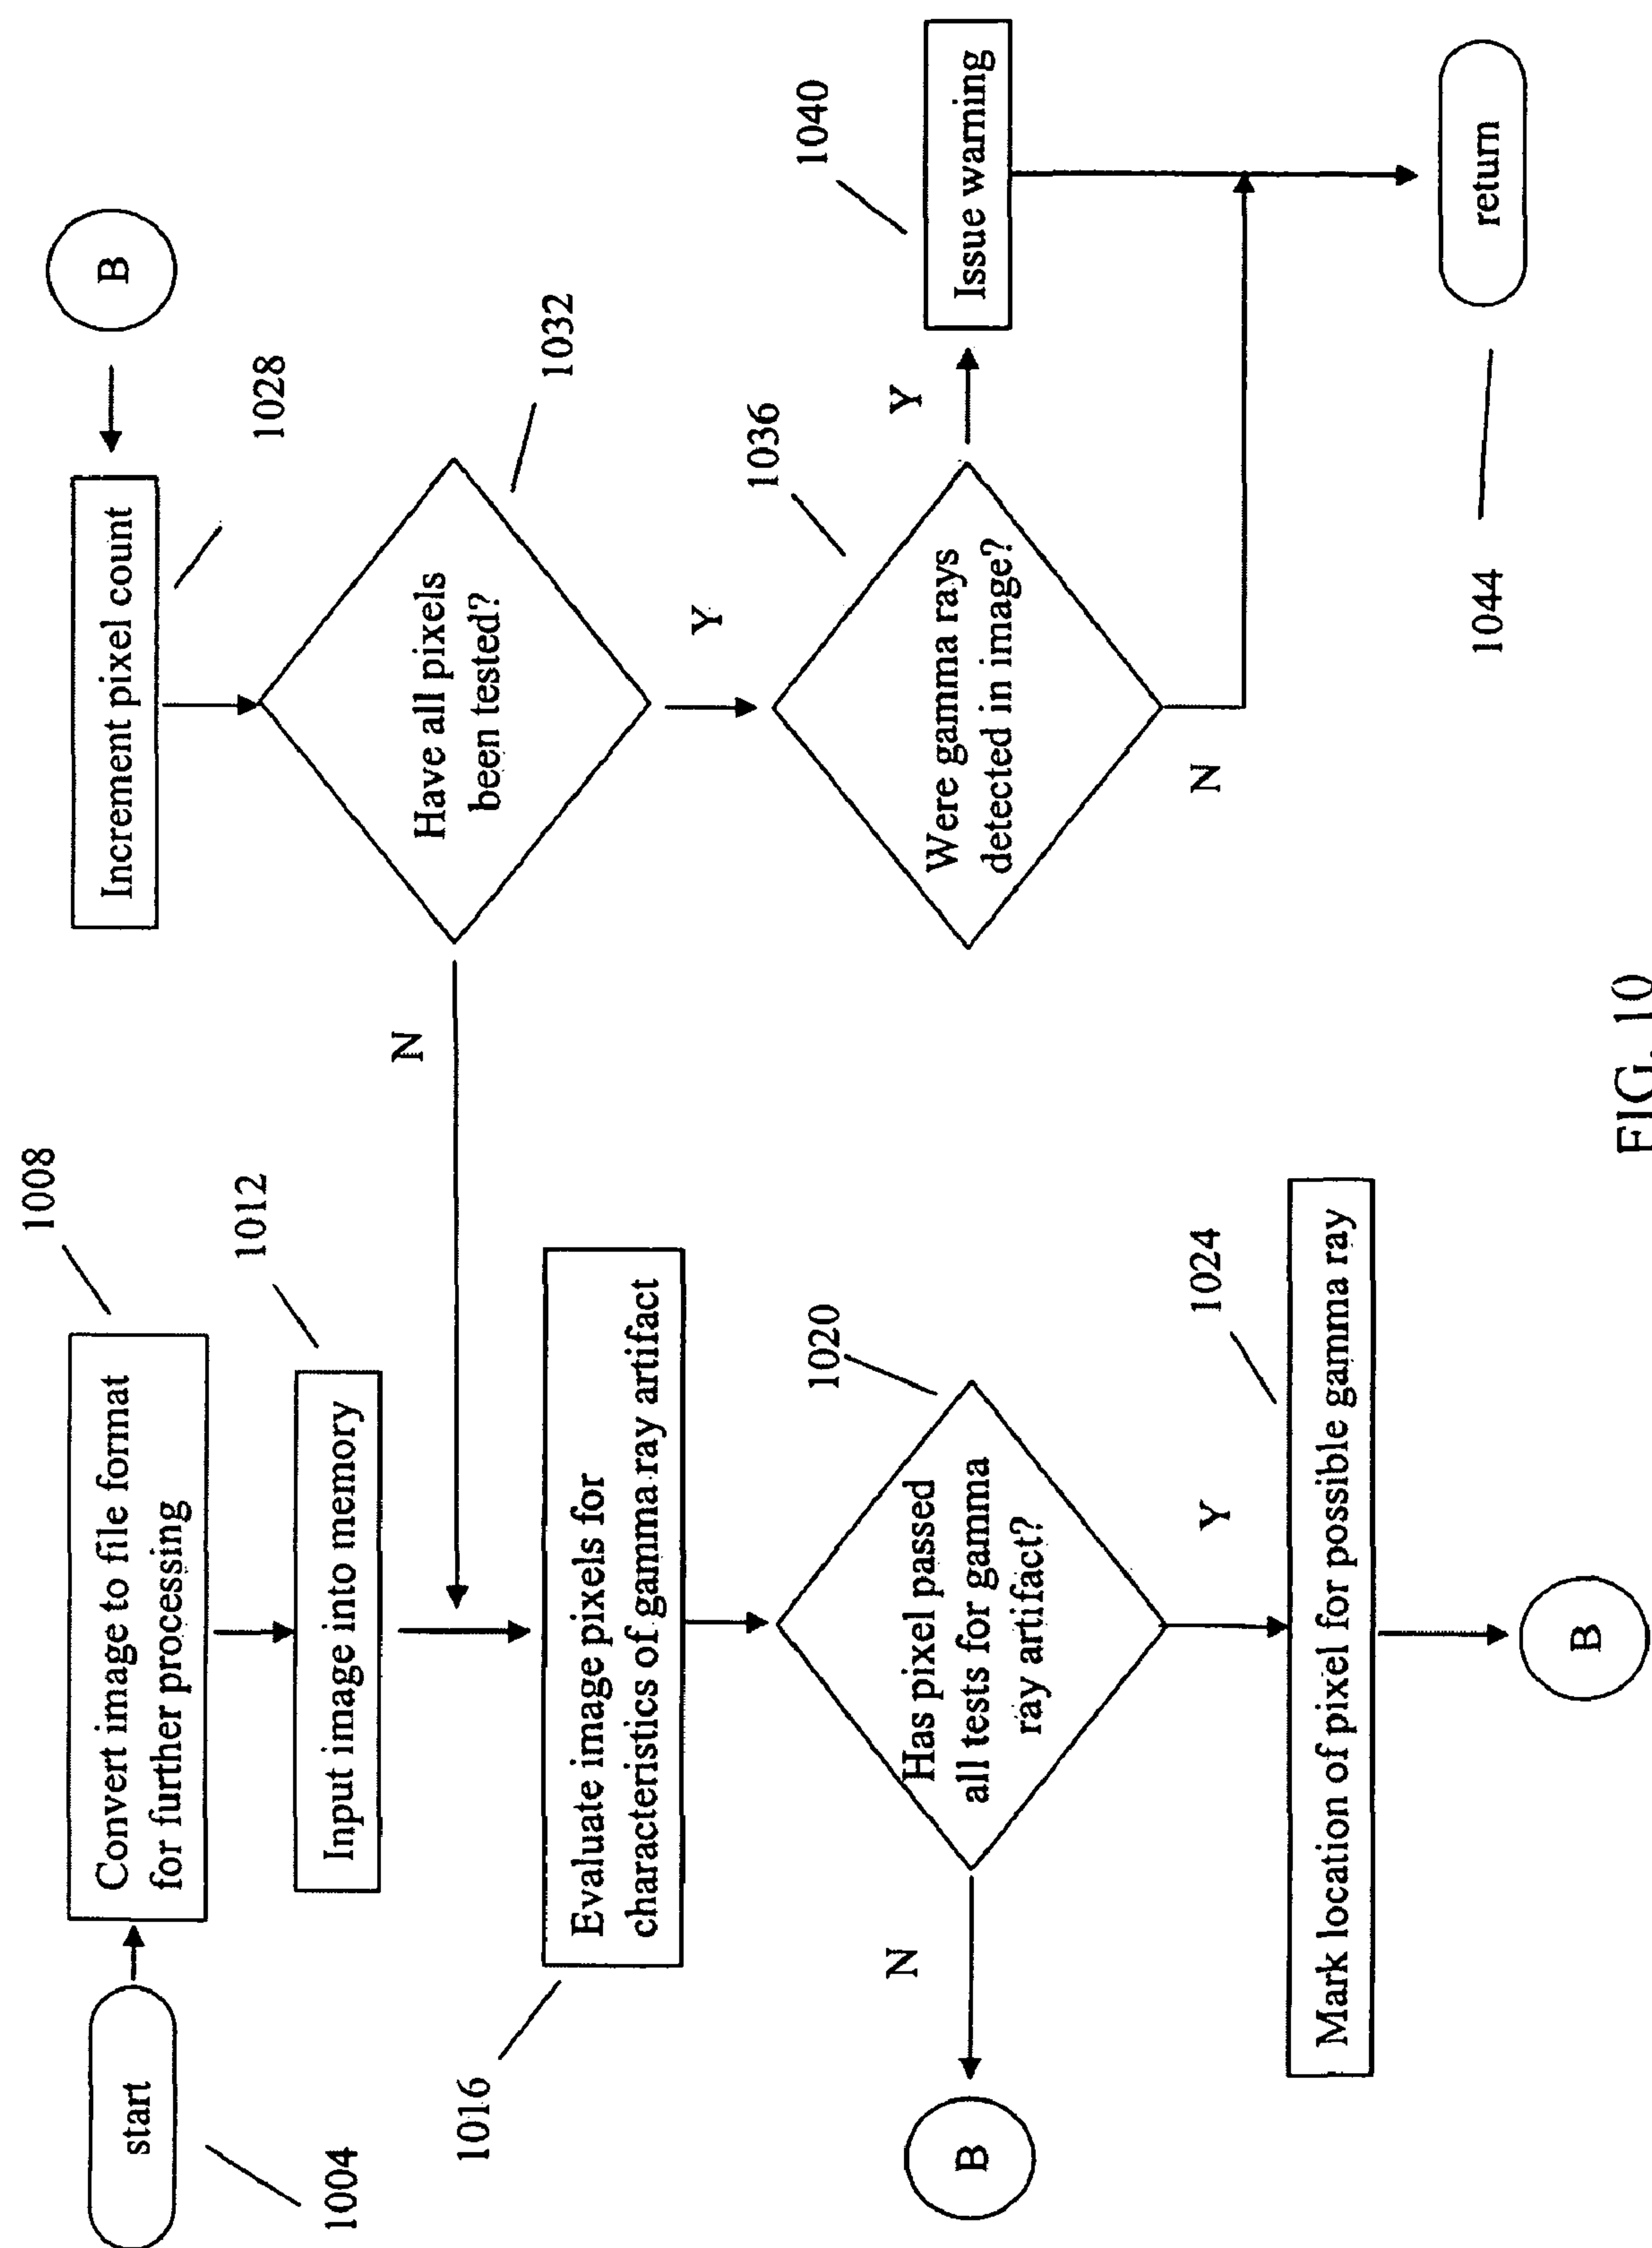 start
1004
Convert image to file format
for further processing
1008
Input image into memory
1012
Evaluate image pixels for
characteristics of gamma ray artifact
1016
Has pixel passed
all tests for gamma
ray artifact?
1020
N
B
Y
Mark location of pixel for possible gamma ray
1024
B
B
Increment pixel count
1028
Have all pixels
been tested?
1032
N
Y
Were gamma rays
detected in image?
1036
Y
N
Issue warning
1040
return
1044
FIG. 10